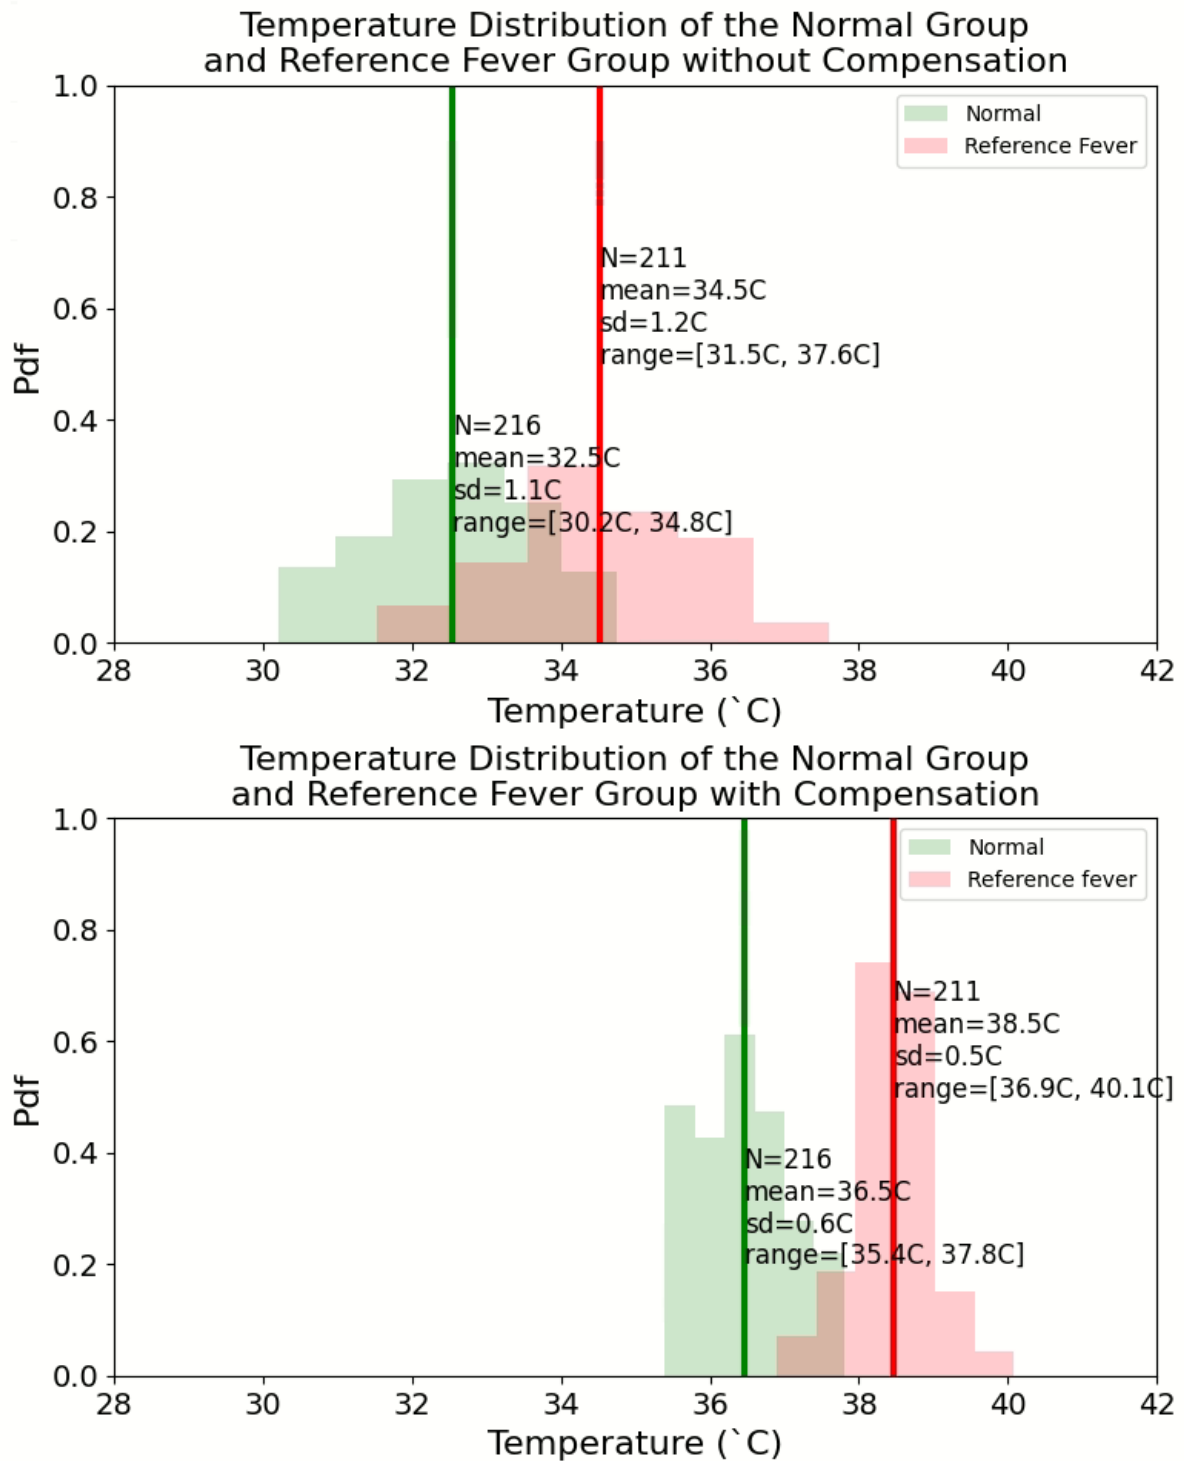 Temperature Distribution of the Normal Group
and Reference Fever Group without Compensation
1.0
0.8
0.6
0.4
0.2
0.0
Pdf
Normal
Reference Fever
N=211
mean=34.5C
sd=1.2C
range=[31.5C, 37.6C]
N=216
mean=32.5C
sd=1.1C
range=[30.2C, 34.8C]
28 30 32 34 36 38 40 42
Temperature (`C)
Temperature Distribution of the Normal Group
and Reference Fever Group with Compensation
1.0
0.8
0.6
0.4
0.2
0.0
Pdf
Normal
Reference fever
N=211
mean=38.5C
sd=0.5C
range=[36.9C, 40.1C]
N=216
mean=36.5C
sd=0.6C
range=[35.4C, 37.8C]
28 30 32 34 36 38 40 42
Temperature (`C)